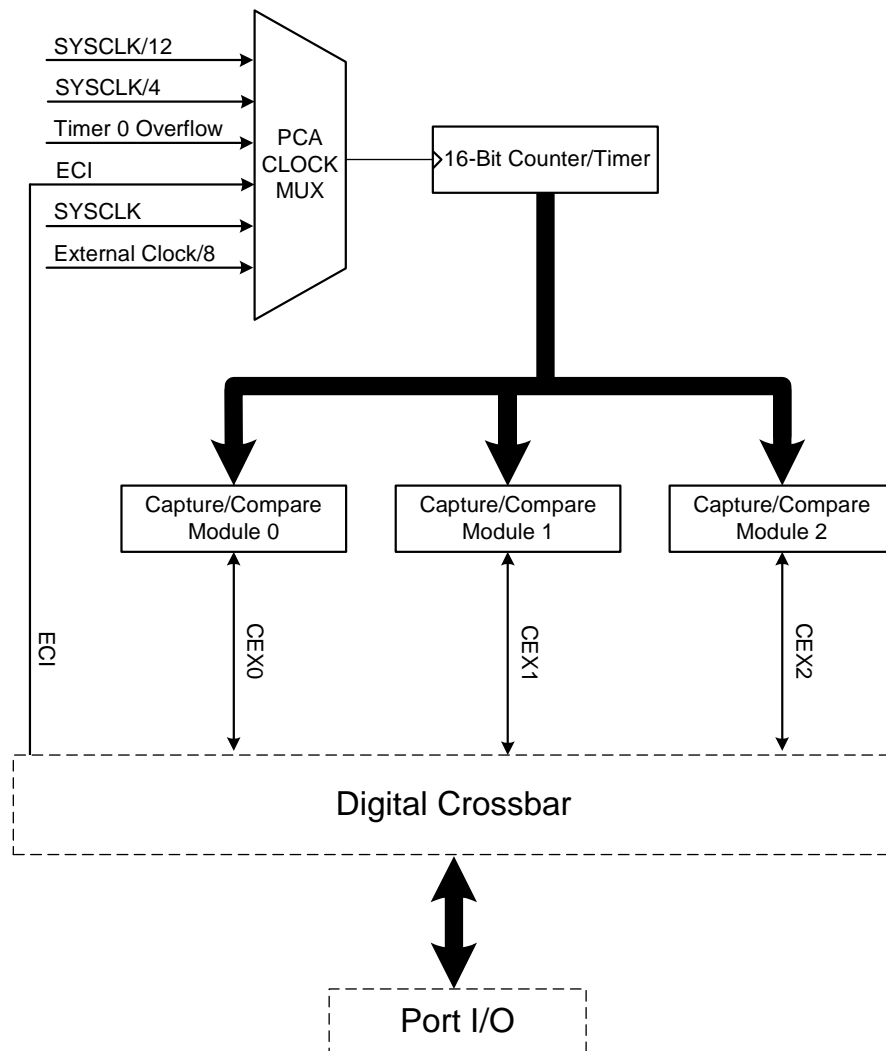 SYSCLK/12
SYSCLK/4
Timer 0 Overflow
ECI
SYSCLK
External Clock/8
PCA
CLOCK
MUX
16-Bit Counter/Timer
Capture/Compare
Module 0
Capture/Compare
Module 1
Capture/Compare
Module 2
ECI
CEX0
CEX1
CEX2
Digital Crossbar
Port I/O